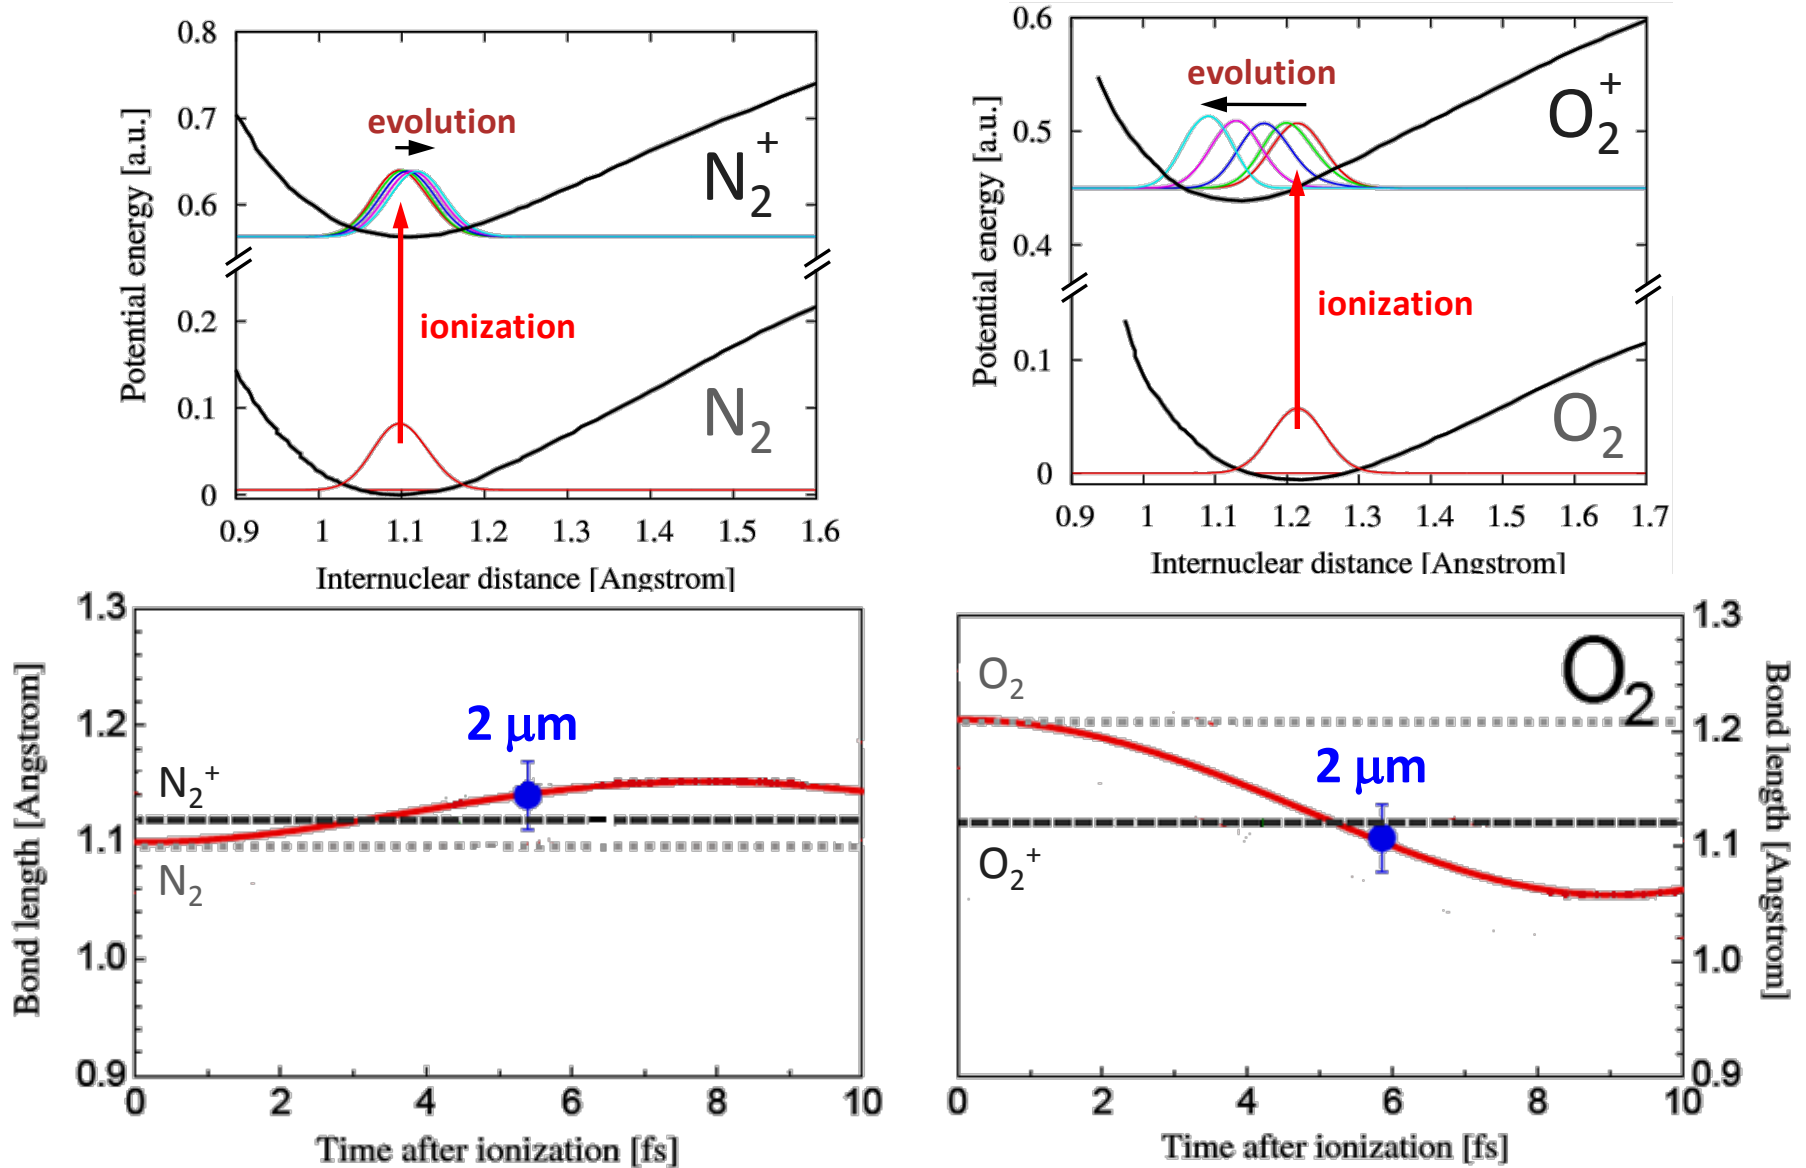 0.8
0.7
0.6
0.2
0.1
0
Potential energy [a.u.]
evolution
N2+
ionization
N2
0.9 1 1.1 1.2 1.3 1.4 1.5 1.6
Internuclear distance [Angstrom]
0.6
0.5
0.4
0.1
0
Potential energy [a.u.]
evolution
O2+
ionization
O2
0.9 1 1.1 1.2 1.3 1.4 1.5 1.6 1.7
Internuclear distance [Angstrom]
1.3
1.2
1.1
1.0
0.9
Bond length [Angstrom]
2 μm
N2+
N2
0 2 4 6 8 10
Time after ionization [fs]
O2
O2
2 μm
O2+
1.3
1.2
1.1
1.0
0.9
Bond length [Angstrom]
0 2 4 6 8 10
Time after ionization [fs]